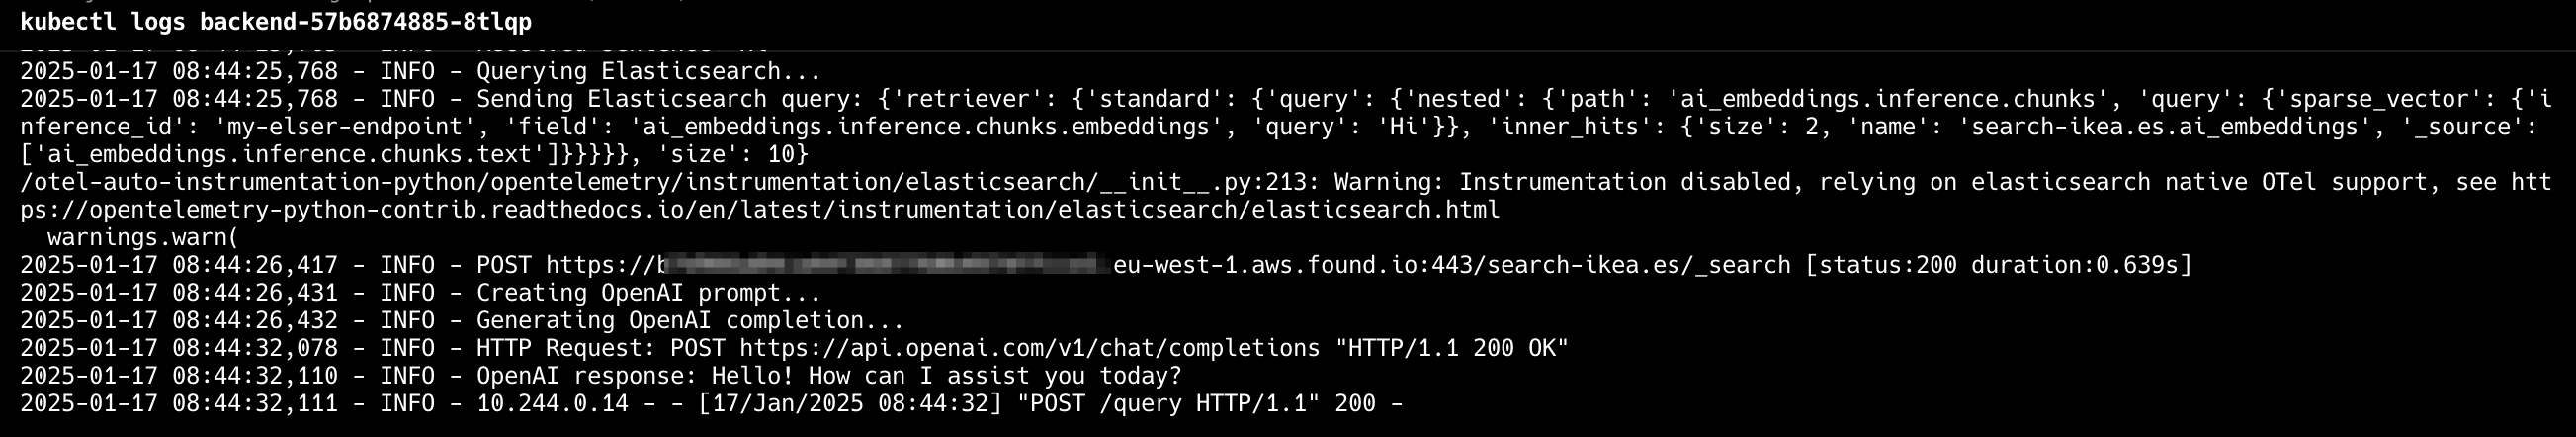 kubectl logs backend-57b6874885-8tlqp
2025-01-17 08:44:25,768 - INFO - Querying Elasticsearch...
2025-01-17 08:44:25,768 - INFO - Sending Elasticsearch query: {'retriever': {'standard': {'query': {'nested': {'path': 'ai_embeddings.inference.chunks', 'query': {'sparse_vector': {'i
nference_id': 'my-elser-endpoint', 'field': 'ai_embeddings.inference.chunks.embeddings', 'query': 'Hi'}}, 'inner_hits': {'size': 2, 'name': 'search-ikea.es.ai_embeddings', '_source':
['ai_embeddings.inference.chunks.text']}}}}}, 'size': 10}
/otel-auto-instrumentation-python/opentelemetry/instrumentation/elasticsearch/__init__.py:213: Warning: Instrumentation disabled, relying on elasticsearch native OTel support, see htt
ps://opentelemetry-python-contrib.readthedocs.io/en/latest/instrumentation/elasticsearch/elasticsearch.html
  warnings.warn(
2025-01-17 08:44:26,417 - INFO - POST https:// eu-west-1.aws.found.io:443/search-ikea.es/_search [status:200 duration:0.639s]
2025-01-17 08:44:26,431 - INFO - Creating OpenAI prompt...
2025-01-17 08:44:26,432 - INFO - Generating OpenAI completion...
2025-01-17 08:44:32,078 - INFO - HTTP Request: POST https://api.openai.com/v1/chat/completions "HTTP/1.1 200 OK"
2025-01-17 08:44:32,110 - INFO - OpenAI response: Hello! How can I assist you today?
2025-01-17 08:44:32,111 - INFO - 10.244.0.14 - - [17/Jan/2025 08:44:32] "POST /query HTTP/1.1" 200 -